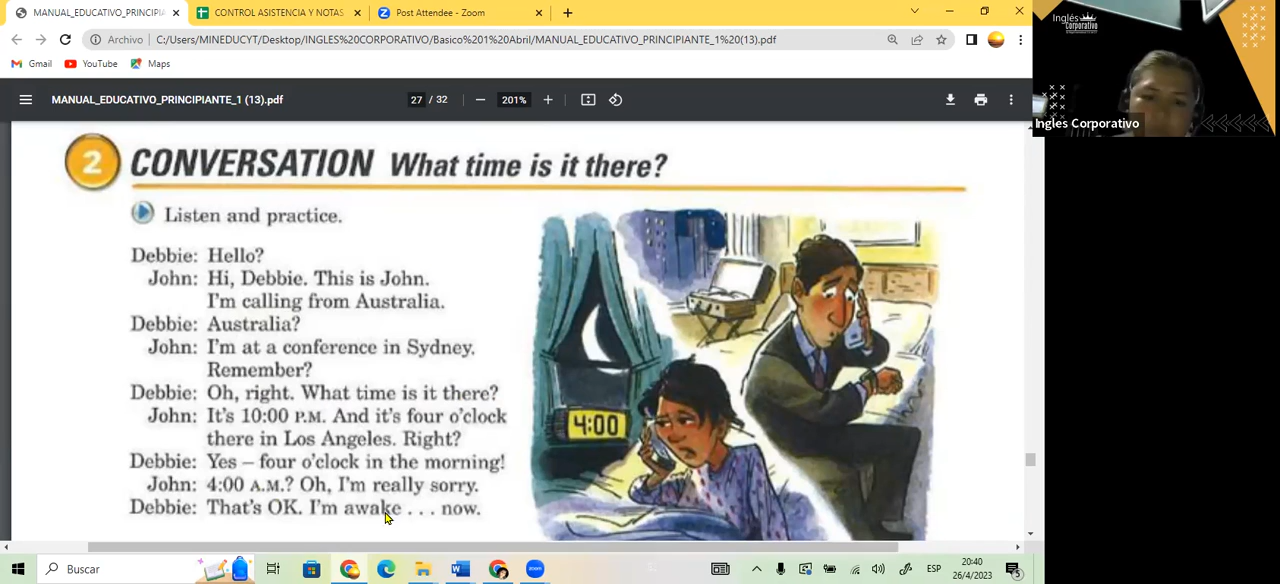 MANUAL_EDUCATIVO_PRINCIPIA
CONTROL ASISTENCIA Y NOTAS
Post Attendee - Zoom
Archivo
C:/Users/MINEDUCYT/Desktop/INGLES%20CORPORATIVO/Basico%201%20Abril/MANUAL_EDUCATIVO_PRINCIPIANTE_1%20(13).pdf
Gmail
YouTube
Maps
MANUAL_EDUCATIVO_PRINCIPIANTE_1 (13).pdf
27 / 32
201%
2 CONVERSATION What time is it there?
Listen and practice.
Debbie: Hello?
John: Hi, Debbie. This is John.
I'm calling from Australia.
Debbie: Australia?
John: I'm at a conference in Sydney.
Remember?
Debbie: Oh, right. What time is it there?
John: It's 10:00 P.M. And it's four o'clock
there in Los Angeles. Right?
Debbie: Yes – four o'clock in the morning!
John: 4:00 A.M.? Oh, I'm really sorry.
Debbie: That's OK. I'm awake . . . now.
4:00
Inglés
Corporativo
Ingles Corporativo
Buscar
zoom
ESP
20:40
26/4/2023
5